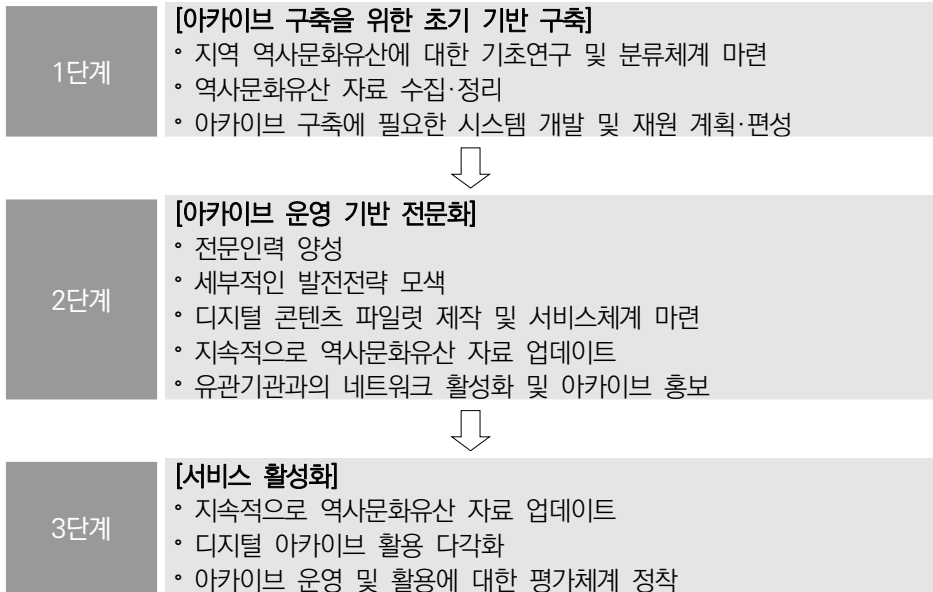 1단계
[아카이브 구축을 위한 초기 기반 구축]
° 지역 역사문화유산에 대한 기초연구 및 분류체계 마련
° 역사문화유산 자료 수집·정리
° 아카이브 구축에 필요한 시스템 개발 및 재원 계획·편성
2단계
[아카이브 운영 기반 전문화]
° 전문인력 양성
° 세부적인 발전전략 모색
° 디지털 콘텐츠 파일럿 제작 및 서비스체계 마련
° 지속적으로 역사문화유산 자료 업데이트
° 유관기관과의 네트워크 활성화 및 아카이브 홍보
3단계
[서비스 활성화]
° 지속적으로 역사문화유산 자료 업데이트
° 디지털 아카이브 활용 다각화
° 아카이브 운영 및 활용에 대한 평가체계 정착